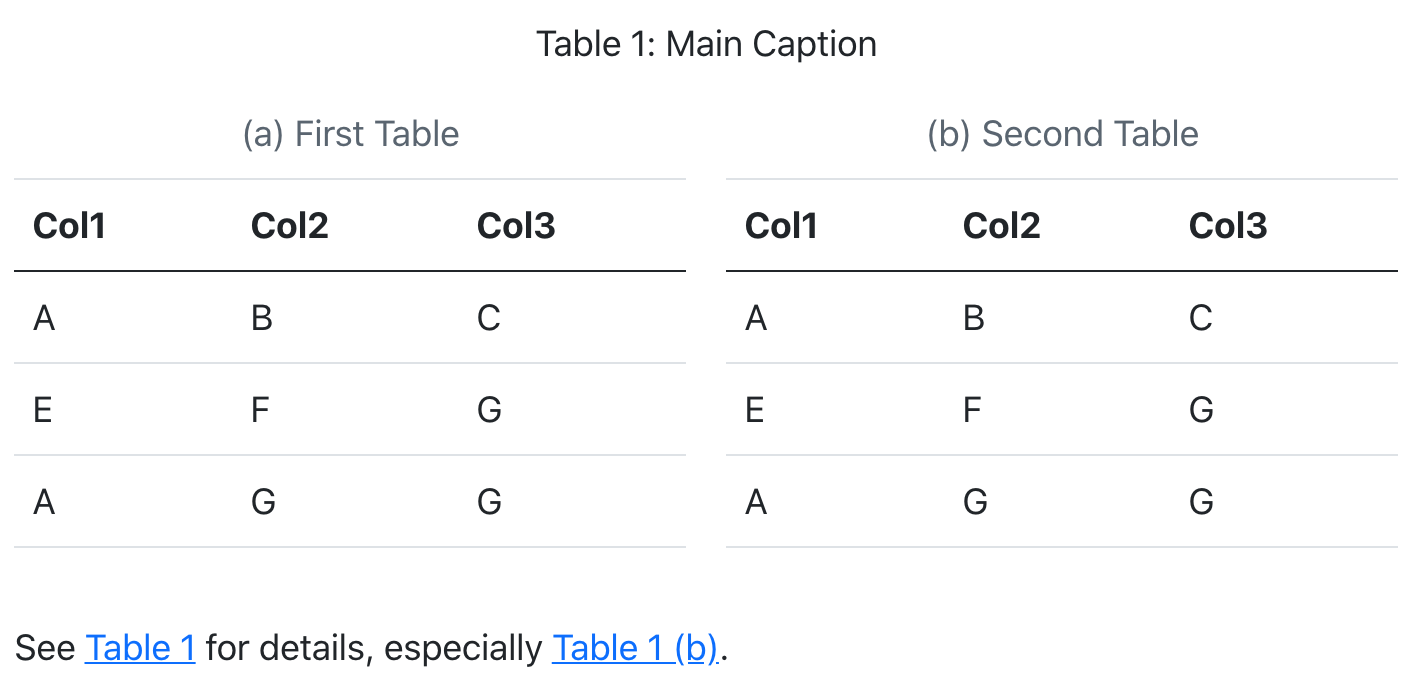 Table 1: Main Caption
(a) First Table
Col1 Col2 Col3
A B C
E F G
A G G
(b) Second Table
Col1 Col2 Col3
A B C
E F G
A G G
See Table 1 for details, especially Table 1 (b).